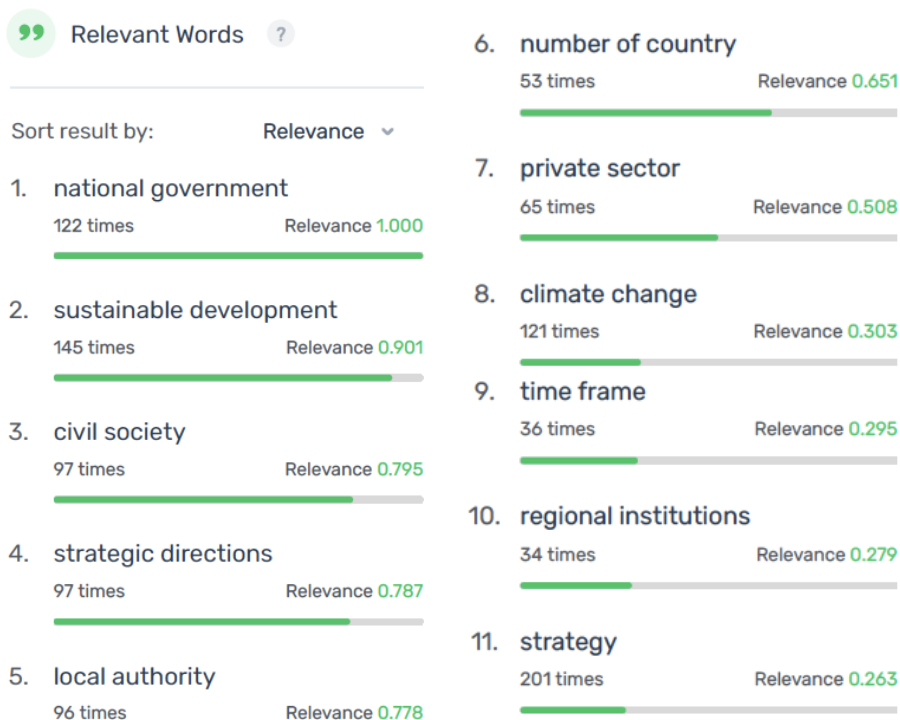 Relevant Words ?
Sort result by: Relevance
1. national government
122 times Relevance 1.000
2. sustainable development
145 times Relevance 0.901
3. civil society
97 times Relevance 0.795
4. strategic directions
97 times Relevance 0.787
5. local authority
96 times Relevance 0.778
6. number of country
53 times Relevance 0.651
7. private sector
65 times Relevance 0.508
8. climate change
121 times Relevance 0.303
9. time frame
36 times Relevance 0.295
10. regional institutions
34 times Relevance 0.279
11. strategy
201 times Relevance 0.263